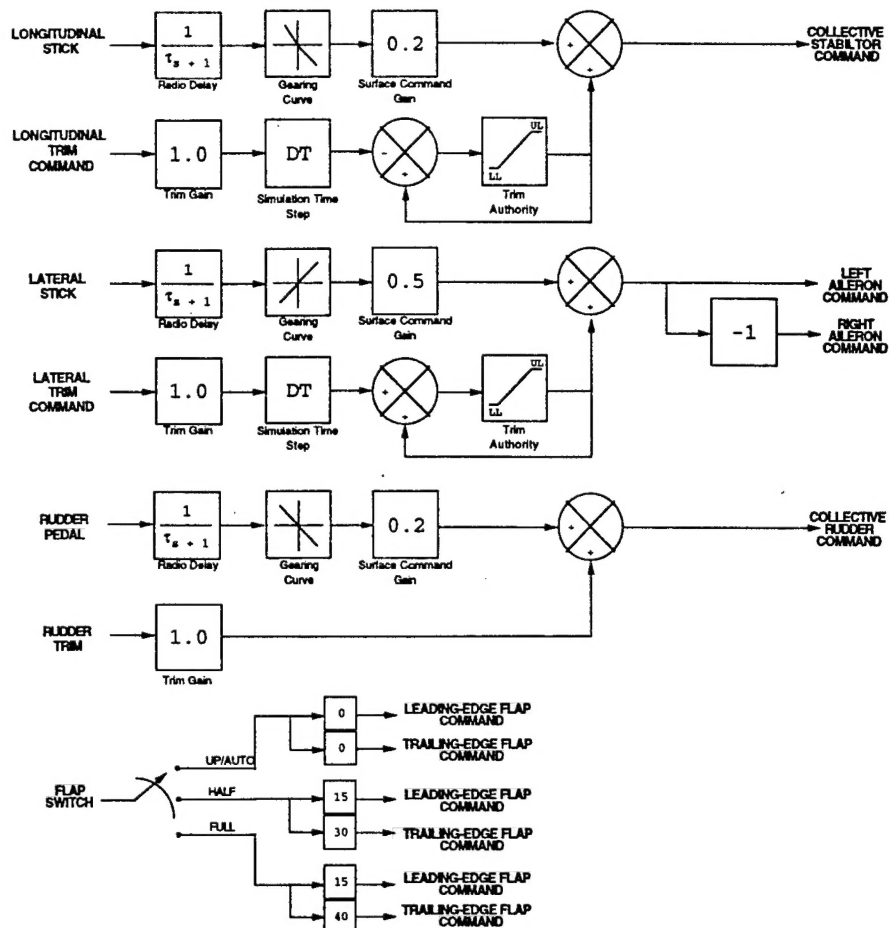 LONGITUDINAL
STICK
1
τs + 1
Radio Delay
Gearing
Curve
0.2
Surface Command
Gain
+
+
COLLECTIVE
STABILTOR
COMMAND
LONGITUDINAL
TRIM
COMMAND
1.0
Trim Gain
DT
Simulation Time
Step
-
+
UL
LL
Trim
Authority
LATERAL
STICK
1
τs + 1
Radio Delay
Gearing
Curve
0.5
Surface Command
Gain
+
+
LEFT
AILERON
COMMAND
-1
RIGHT
AILERON
COMMAND
LATERAL
TRIM
COMMAND
1.0
Trim Gain
DT
Simulation Time
Step
+
+
UL
LL
Trim
Authority
RUDDER
PEDAL
1
τs + 1
Radio Delay
Gearing
Curve
0.2
Surface Command
Gain
+
+
COLLECTIVE
RUDDER
COMMAND
RUDDER
TRIM
1.0
Trim Gain
FLAP
SWITCH
UP/AUTO
0
LEADING-EDGE FLAP
COMMAND
0
TRAILING-EDGE FLAP
COMMAND
HALF
15
LEADING-EDGE FLAP
COMMAND
30
TRAILING-EDGE FLAP
COMMAND
FULL
15
LEADING-EDGE FLAP
COMMAND
40
TRAILING-EDGE FLAP
COMMAND